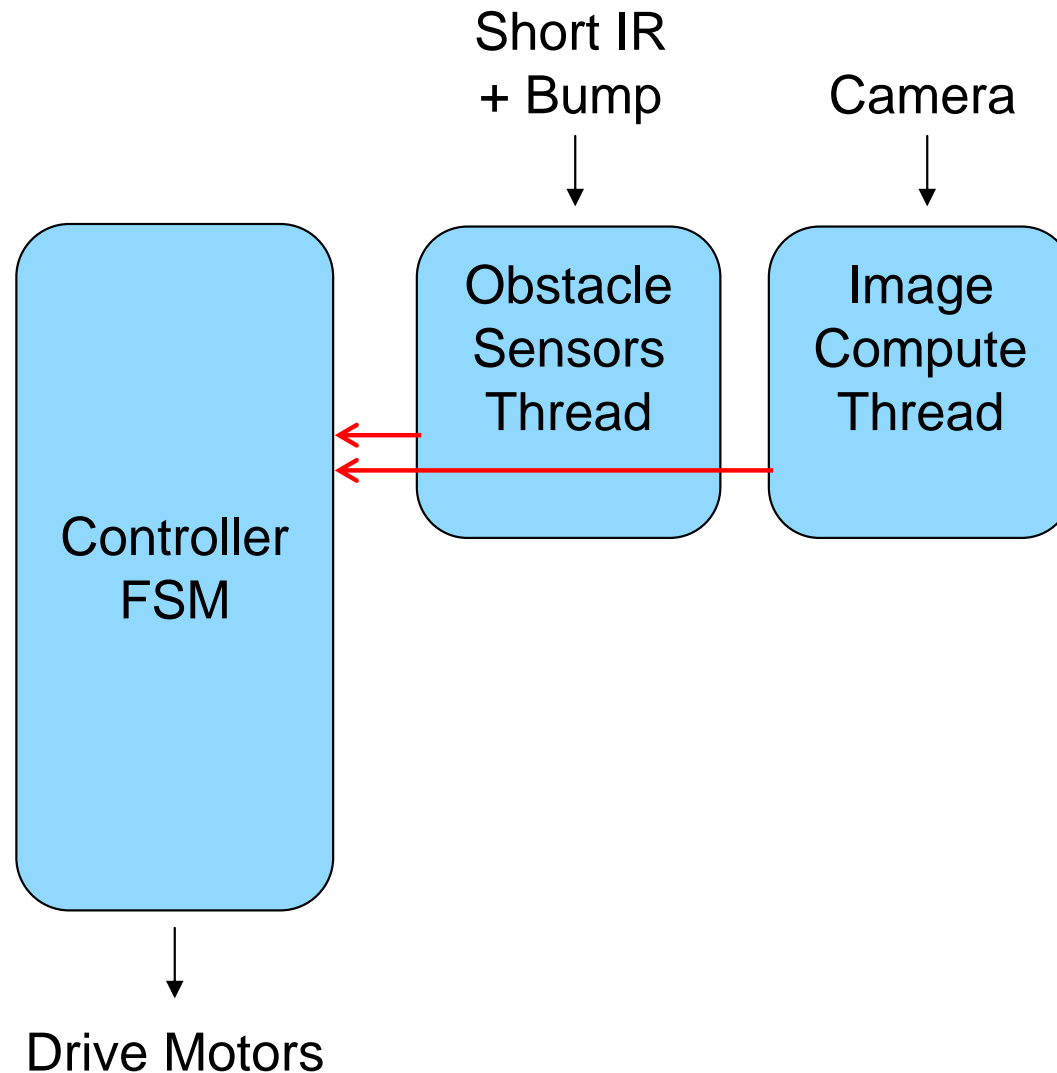 Short IR
+ Bump
Camera
Obstacle
Sensors
Thread
Image
Compute
Thread
Controller
FSM
Drive Motors